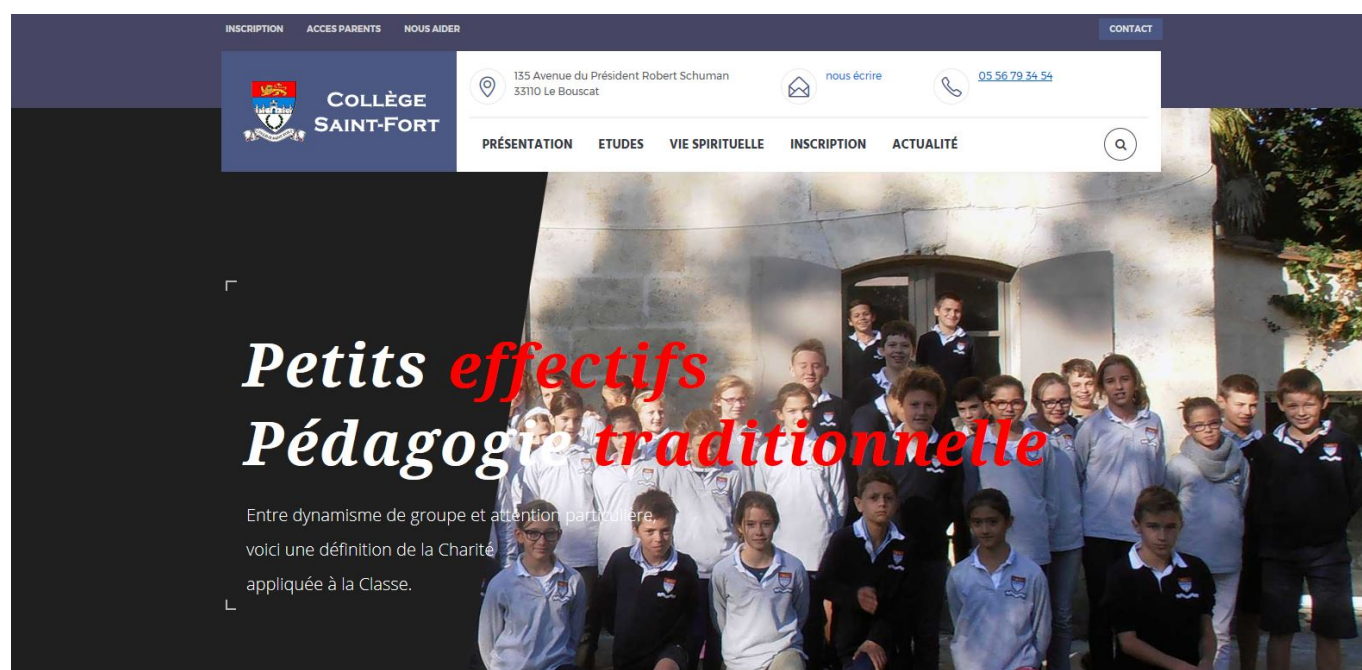 INSCRIPTION
ACCES PARENTS
NOUS AIDER
CONTACT
COLLÈGE
SAINT-FORT
135 Avenue du Président Robert Schuman
33110 Le Bouscat
nous écrire
05 56 79 34 54
PRÉSENTATION
ETUDES
VIE SPIRITUELLE
INSCRIPTION
ACTUALITÉ
Petits effectifs
Pédagogie traditionnelle
Entre dynamisme de groupe et attention particulière,
voici une définition de la Charité
appliquée à la Classe.